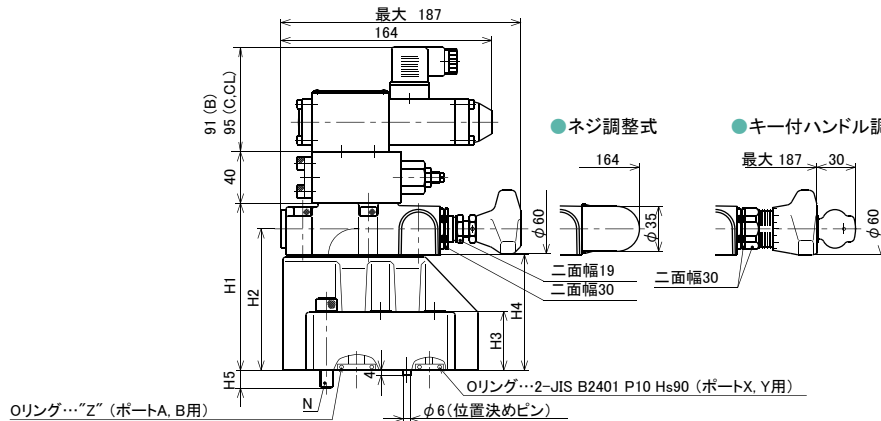 最大 187
164
91 (B)
95 (C,CL)
40
H1
H2
H3
H4
H5
N
4
φ60
二面幅19
二面幅30
Oリング…2-JIS B2401 P10 Hs90 (ポートX, Y用)
Oリング…"Z" (ポートA, B用)
φ6(位置決めピン)
●ネジ調整式
164
φ35
●キー付ハンドル調
最大 187
30
φ60
二面幅30